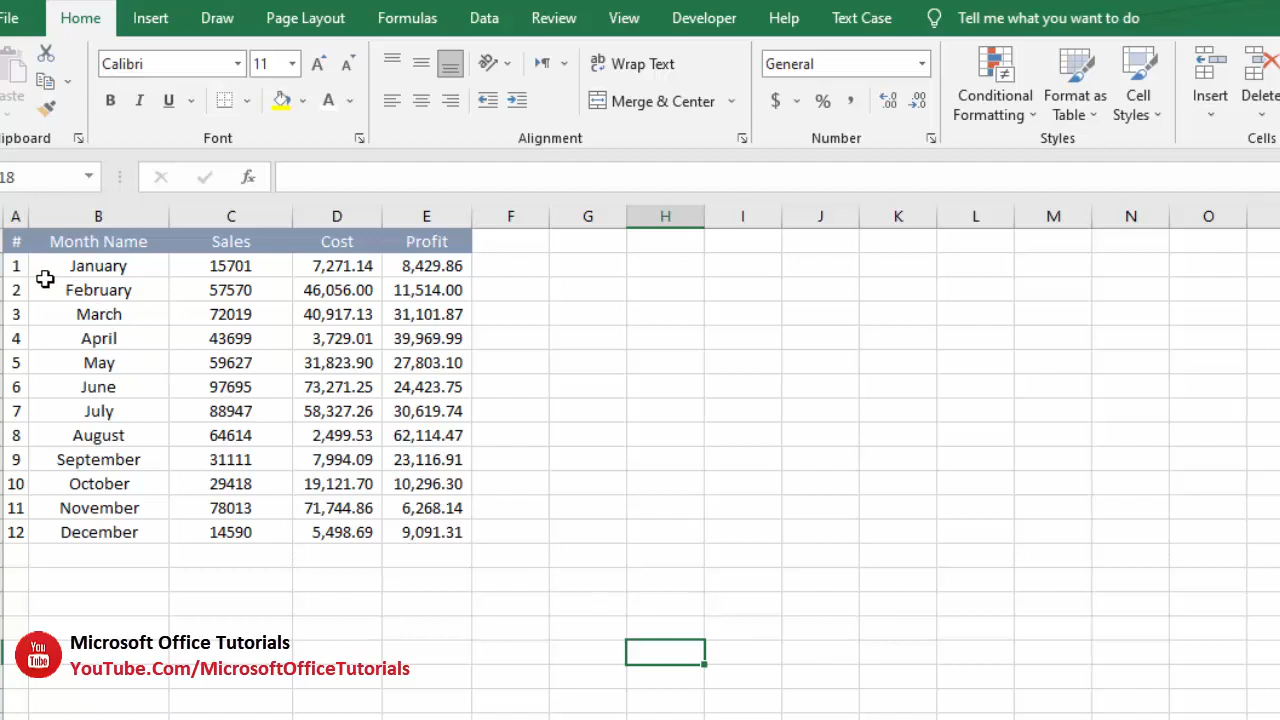 File Home Insert Draw Page Layout Formulas Data Review View Developer Help Text Case Tell me what you want to do
Calibri 11 Wrap Text General
B I U A Merge & Center $ % , Conditional Formatting Format as Table Cell Styles Insert Delete
Font Alignment Number Styles Cells
18 fx
A B C D E F G H I J K L M N O
# Month Name Sales Cost Profit
1 January 15701 7,271.14 8,429.86
2 February 57570 46,056.00 11,514.00
3 March 72019 40,917.13 31,101.87
4 April 43699 3,729.01 39,969.99
5 May 59627 31,823.90 27,803.10
6 June 97695 73,271.25 24,423.75
7 July 88947 58,327.26 30,619.74
8 August 64614 2,499.53 62,114.47
9 September 31111 7,994.09 23,116.91
10 October 29418 19,121.70 10,296.30
11 November 78013 71,744.86 6,268.14
12 December 14590 5,498.69 9,091.31
You Tube
Microsoft Office Tutorials
YouTube.Com/MicrosoftOfficeTutorials